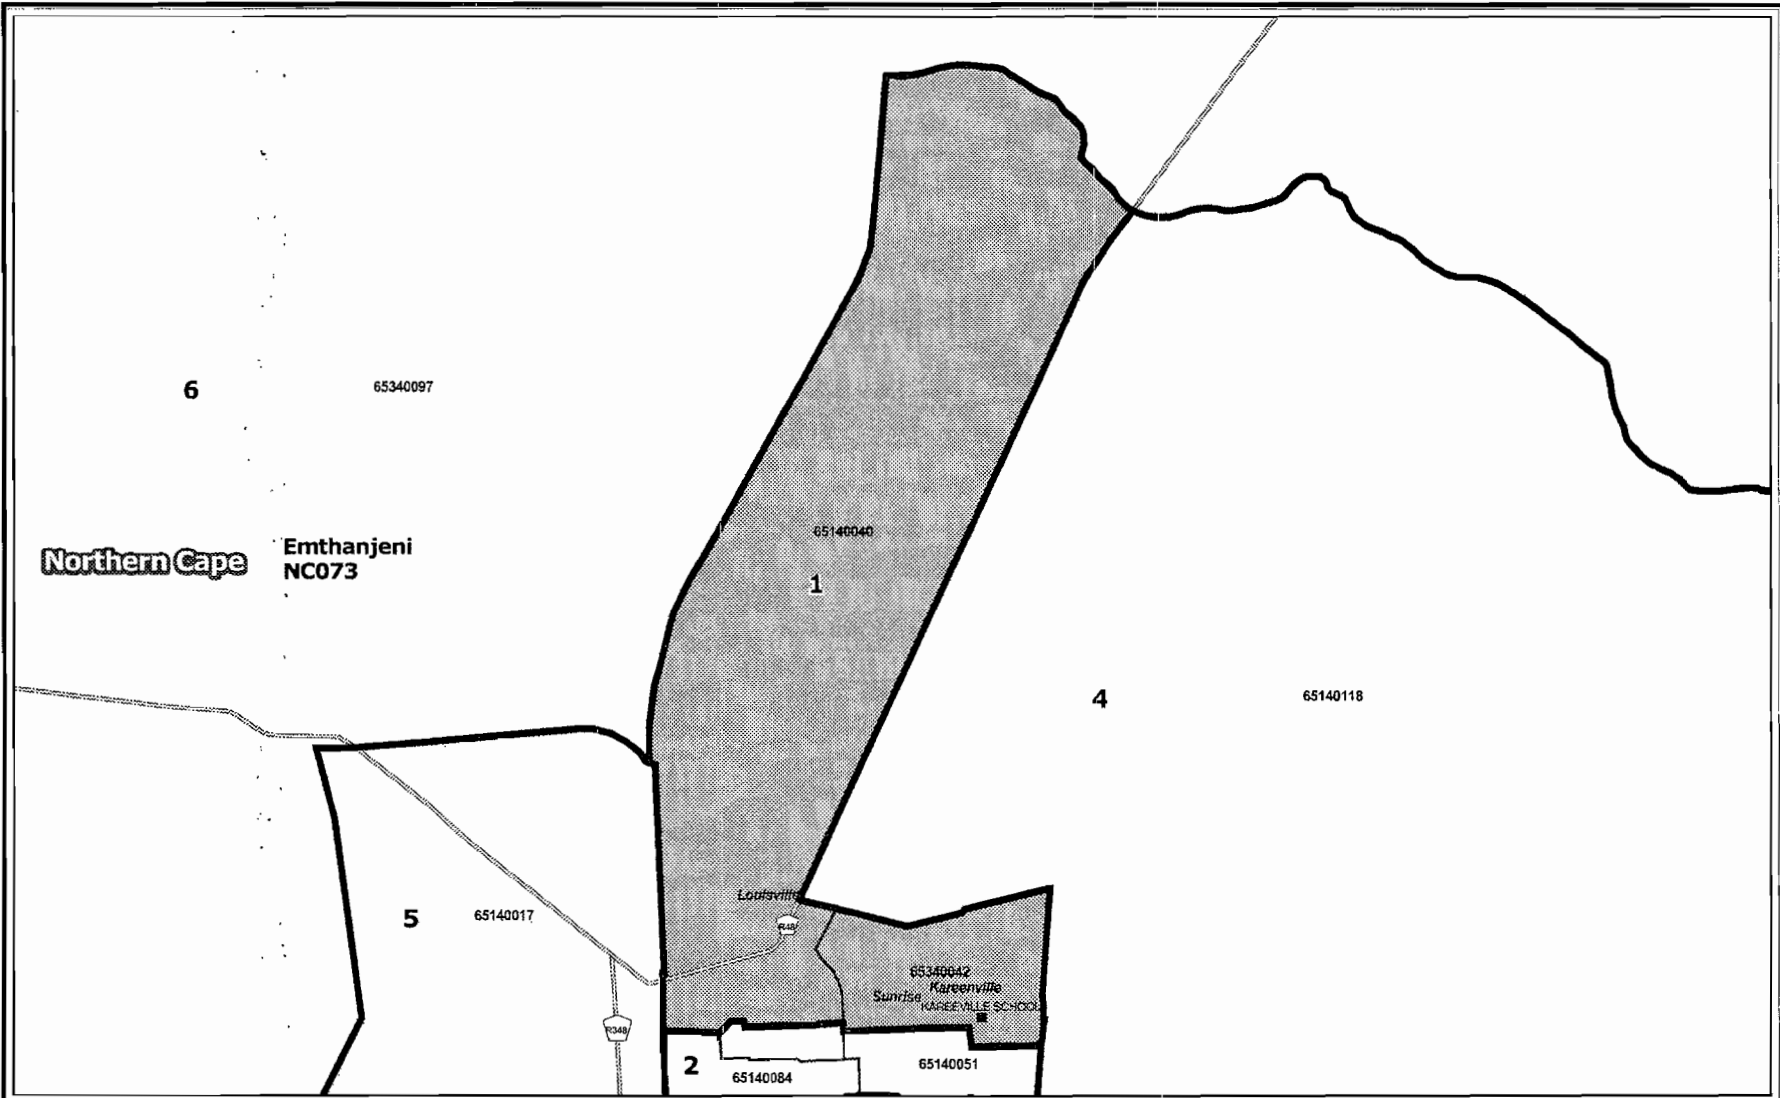 6
65340097
65140040
Northern Cape
Emthanjeni
NC073
1
4
65140118
Louisville
R48
5
65140017
65340042
Kareenville
Sunrise
KAREEVILLE SCHOOL
R348
2
65140084
65140051